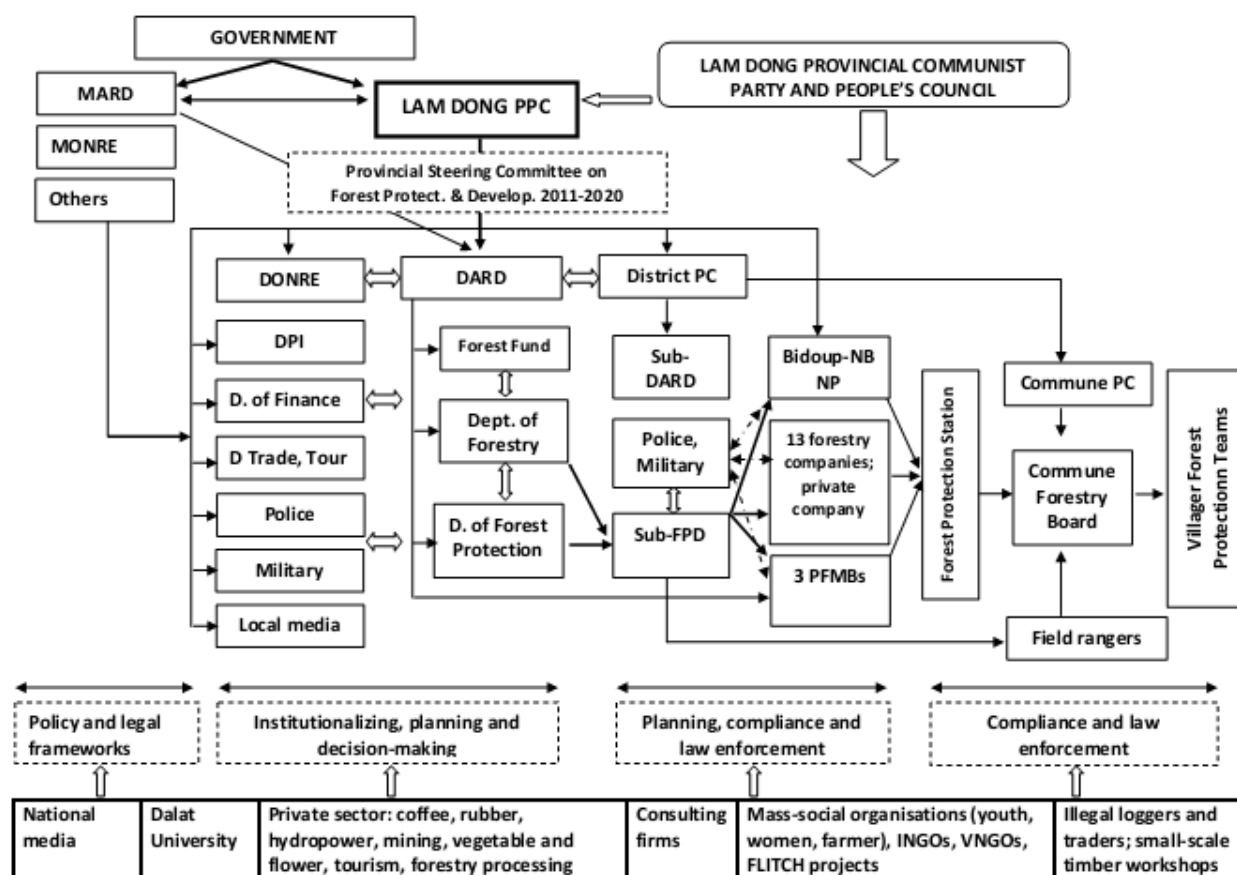 GOVERNMENT
LAM DONG PROVINCIAL COMMUNIST
PARTY AND PEOPLE'S COUNCIL
MARD
LAM DONG PPC
MONRE
Others
Provincial Steering Committee on
Forest Protect. & Develop. 2011-2020
DONRE
DARD
District PC
DPI
D. of Finance
D Trade, Tour
Police
Military
Local media
Forest Fund
Dept. of
Forestry
D. of Forest
Protection
Sub-
DARD
Police,
Military
Sub-FPD
Bidoup-NB
NP
13 forestry
companies;
private
company
3 PFMBs
Forest Protection Station
Commune PC
Commune
Forestry
Board
Field rangers
Villager Forest
Protectionn Teams
Policy and legal
frameworks
Institutionalizing, planning and
decision-making
Planning, compliance and
law enforcement
Compliance and law
enforcement
National
media
Dalat
University
Private sector: coffee, rubber,
hydropower, mining, vegetable and
flower, tourism, forestry processing
Consulting
firms
Mass-social organisations (youth,
women, farmer), INGOs, VNGOs,
FLITCH projects
Illegal loggers and
traders; small-scale
timber workshops